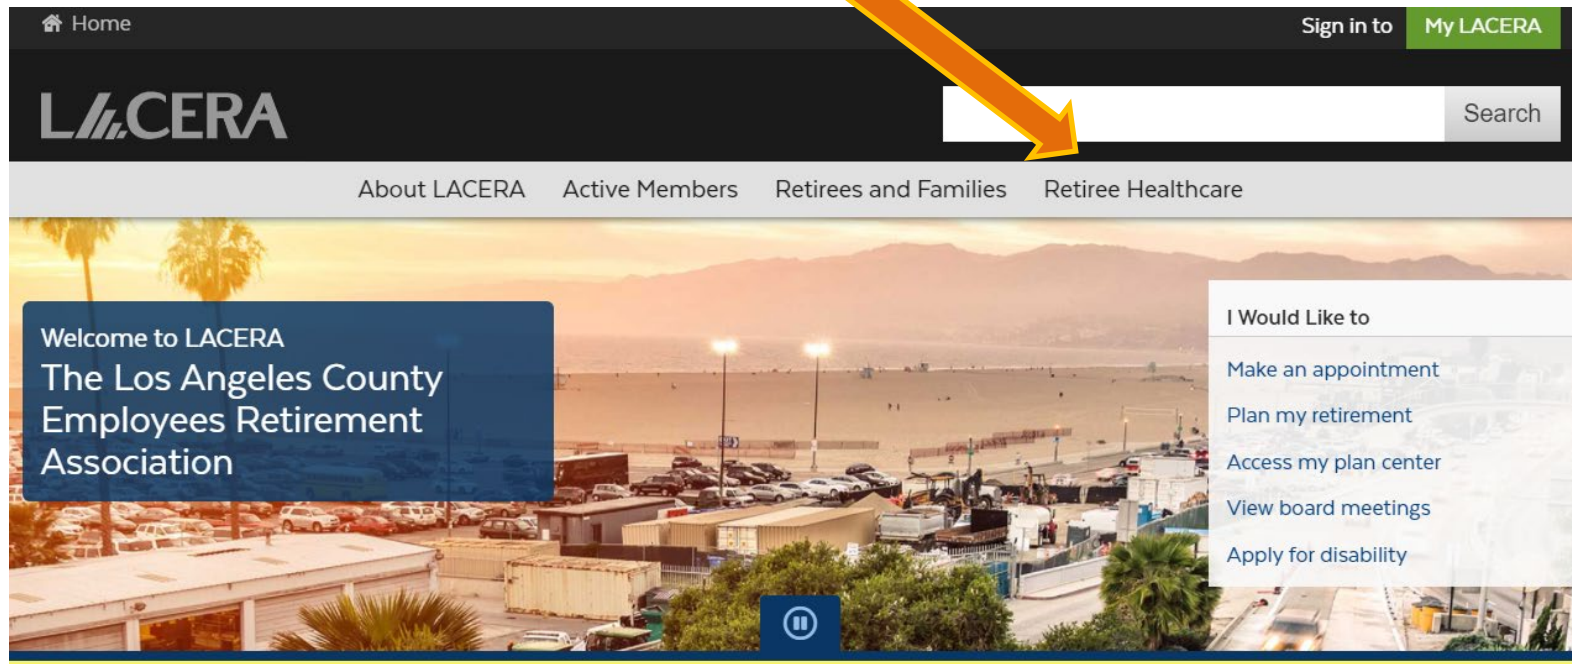 Home
Sign in to My LACERA
LACERA
Search
About LACERA Active Members Retirees and Families Retiree Healthcare
Welcome to LACERA
The Los Angeles County
Employees Retirement
Association
I Would Like to
Make an appointment
Plan my retirement
Access my plan center
View board meetings
Apply for disability